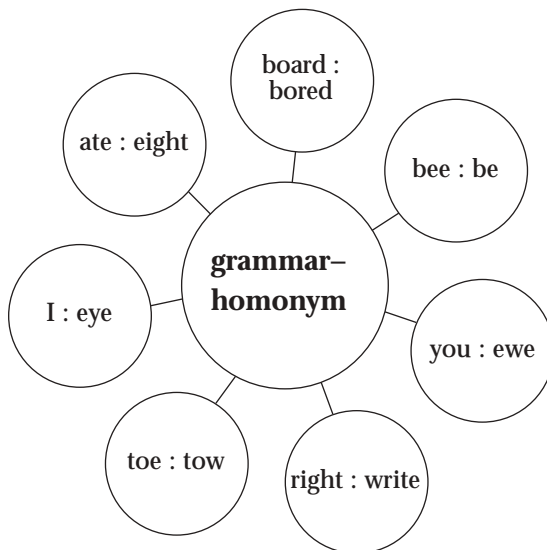 board :
bored
ate : eight
bee : be
grammar–
homonym
I : eye
you : ewe
toe : tow
right : write